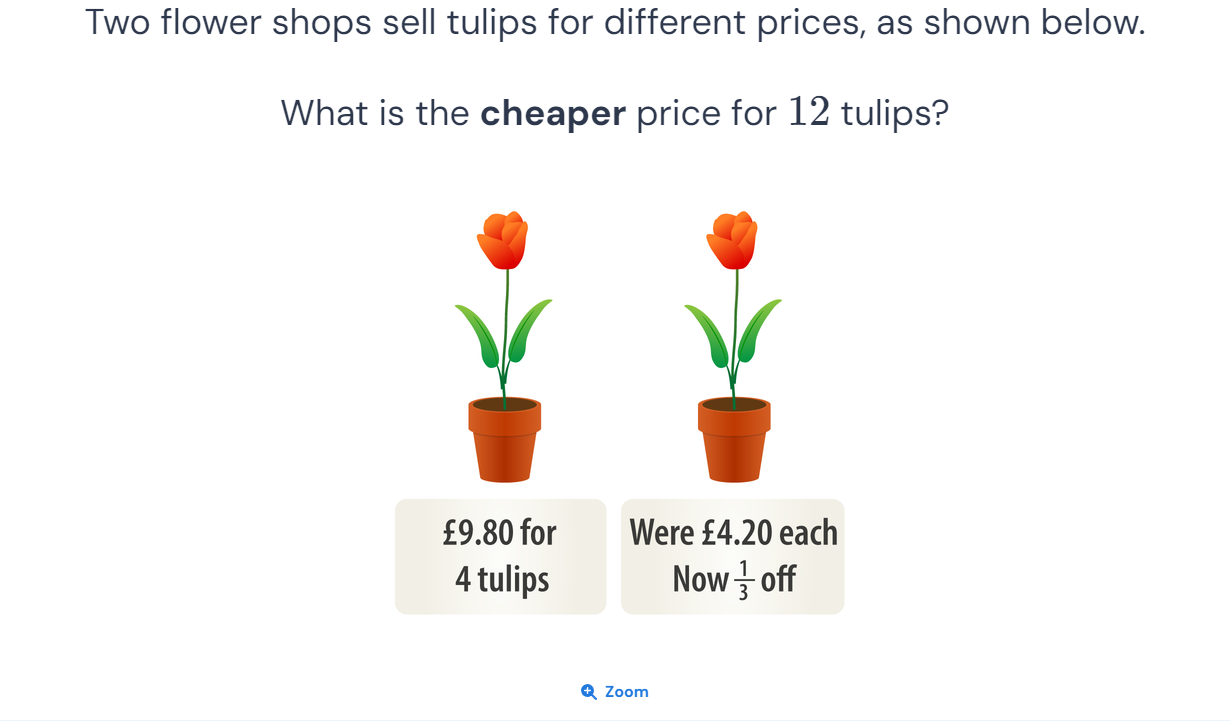 Two flower shops sell tulips for different prices, as shown below.
What is the cheaper price for 12 tulips?
£9.80 for
4 tulips
Were £4.20 each
Now 1/3 off
Zoom